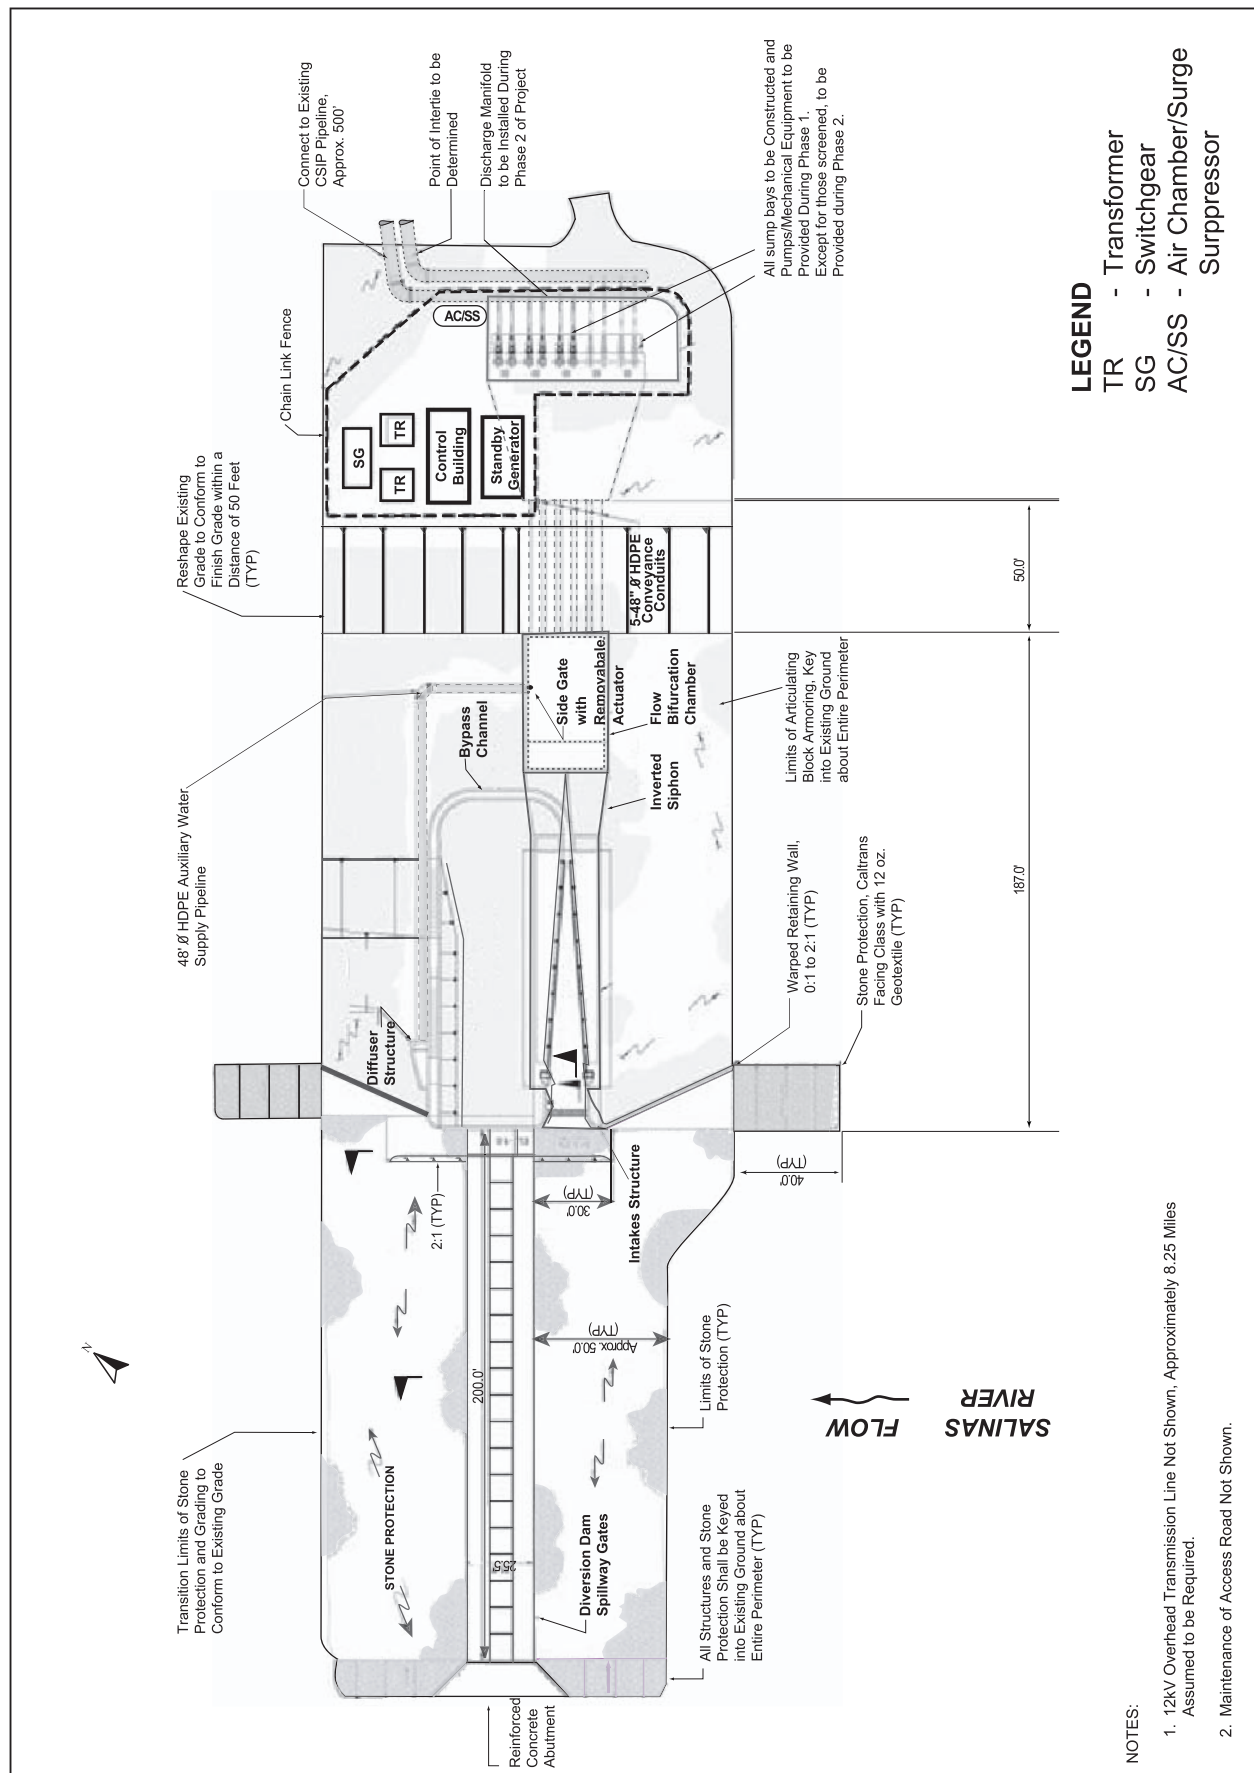 Connect to Existing
CSIP Pipeline,
Approx. 500'
Point of Intertie to be
Determined
Discharge Manifold
to be Installed During
Phase 2 of Project
All sump bays to be Constructed and
Pumps/Mechanical Equipment to be
Provided During Phase 1.
Except for those screened, to be
Provided during Phase 2.
LEGEND
TR - Transformer
SG - Switchgear
AC/SS - Air Chamber/Surge
Surppressor
Chain Link Fence
AC/SS
SG
TR
TR
Control
Building
Standby
Generator
Reshape Existing
Grade to Conform to
Finish Grade within a
Distance of 50 Feet
(TYP)
5-48" Ø HDPE
Conveyance
Conduits
50.0'
48' Ø HDPE Auxiliary Water
Supply Pipeline
Bypass
Channel
Side Gate
with
Removabale
Actuator
Flow
Bifurcation
Chamber
Inverted
Siphon
Limits of Articulating
Block Armoring, Key
into Existing Ground
about Entire Perimeter
187.0'
Diffuser
Structure
Warped Retaining Wall,
0:1 to 2:1 (TYP)
Stone Protection, Caltrans
Facing Class with 12 oz.
Geotextile (TYP)
2:1 (TYP)
30.0'
(TYP)
Intakes Structure
40.0'
(TYP)
N
Transition Limits of Stone
Protection and Grading to
Conform to Existing Grade
STONE PROTECTION
200.0'
25.5'
Approx. 50.0'
(TYP)
Diversion Dam
Spillway Gates
Limits of Stone
Protection (TYP)
All Structures and Stone
Protection Shall be Keyed
into Existing Ground about
Entire Perimeter (TYP)
Reinforced
Concrete
Abutment
FLOW
SALINAS
RIVER
NOTES:
1. 12kV Overhead Transmission Line Not Shown, Approximately 8.25 Miles
Assumed to be Required.
2. Maintenance of Access Road Not Shown.